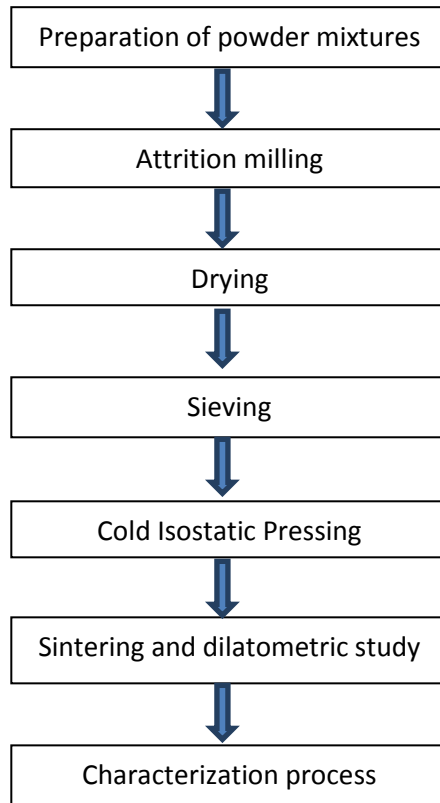 Preparation of powder mixtures
Attrition milling
Drying
Sieving
Cold Isostatic Pressing
Sintering and dilatometric study
Characterization process